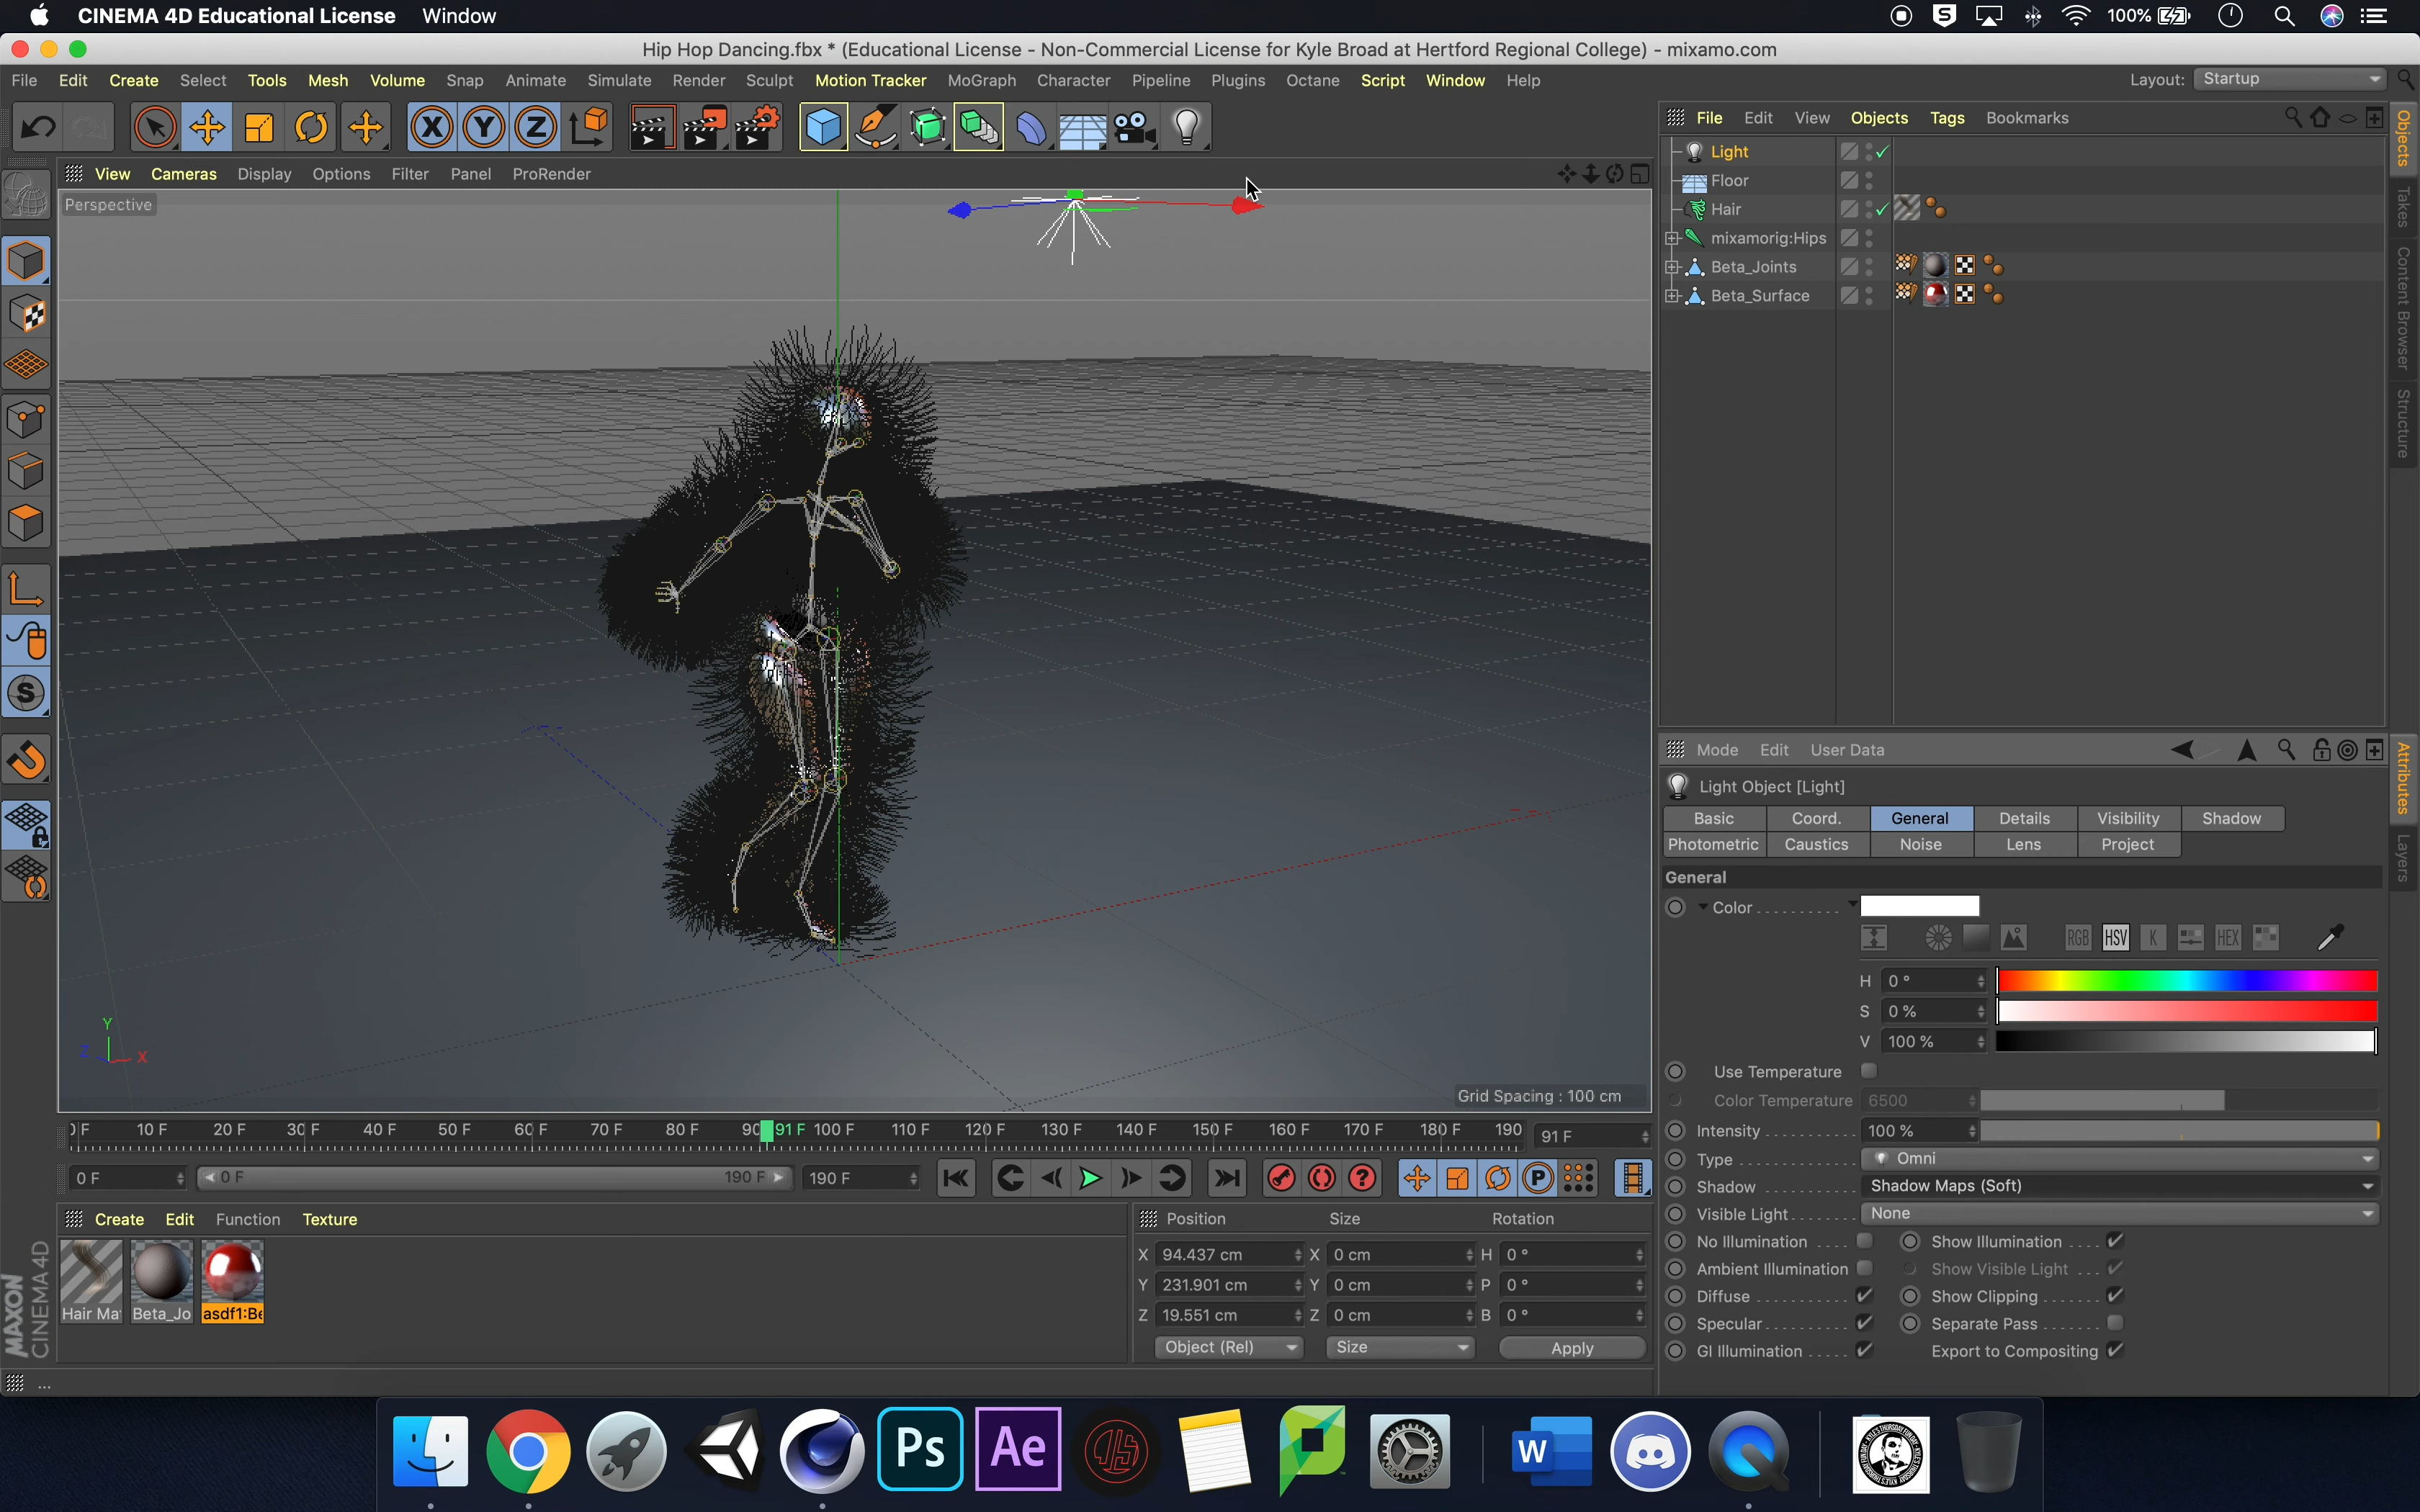 CINEMA 4D Educational License Window
100%
Hip Hop Dancing.fbx * (Educational License - Non-Commercial License for Kyle Broad at Hertford Regional College) - mixamo.com
File Edit Create Select Tools Mesh Volume Snap Animate Simulate Render Sculpt Motion Tracker MoGraph Character Pipeline Plugins Octane Script Window Help
Layout: Startup
X Y Z
File Edit View Objects Tags Bookmarks
View Cameras Display Options Filter Panel ProRender
Perspective
Light
Floor
Hair
mixamorig:Hips
Beta_Joints
Beta_Surface
Objects
Takes
Content Browser
Structure
Y
Z X
Grid Spacing : 100 cm
Mode Edit User Data
Attributes
Layers
Light Object [Light]
Basic Coord. General Details Visibility Shadow
Photometric Caustics Noise Lens Project
General
Color
RGB HSV K HEX
H 0 °
S 0 %
V 100 %
Use Temperature
Color Temperature 6500
Intensity 100 %
Type Omni
Shadow Shadow Maps (Soft)
Visible Light None
No Illumination Show Illumination
Ambient Illumination Show Visible Light
Diffuse Show Clipping
Specular Separate Pass
GI Illumination Export to Compositing
10 F 20 F 30 F 40 F 50 F 60 F 70 F 80 F 90 91 F 100 F 110 F 120 F 130 F 140 F 150 F 160 F 170 F 180 F 190 91 F
0 F 0 F 190 F 190 F
P
Create Edit Function Texture
Hair Ma Beta_Jo asdf1:Be
Position Size Rotation
X 94.437 cm X 0 cm H 0 °
Y 231.901 cm Y 0 cm P 0 °
Z 19.551 cm Z 0 cm B 0 °
Object (Rel) Size Apply
MAXON
CINEMA 4D
...
Ps Ae W